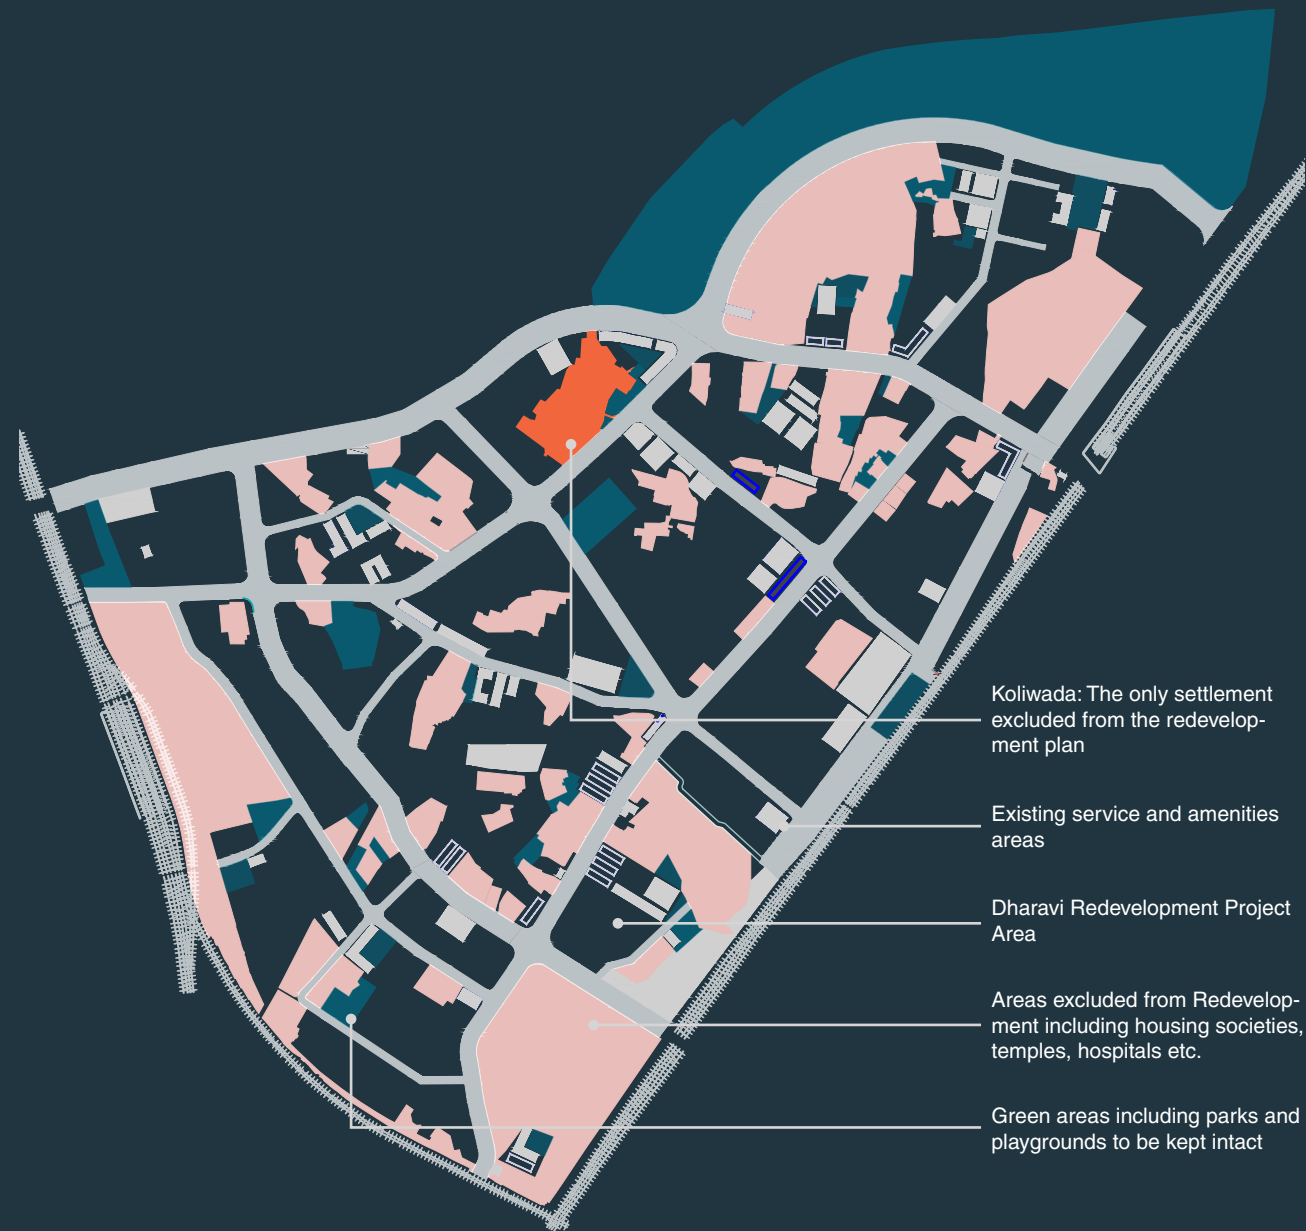 Koliwada: The only settlement
excluded from the redevelop-
ment plan
Existing service and amenities
areas
Dharavi Redevelopment Project
Area
Areas excluded from Redevelop-
ment including housing societies,
temples, hospitals etc.
Green areas including parks and
playgrounds to be kept intact